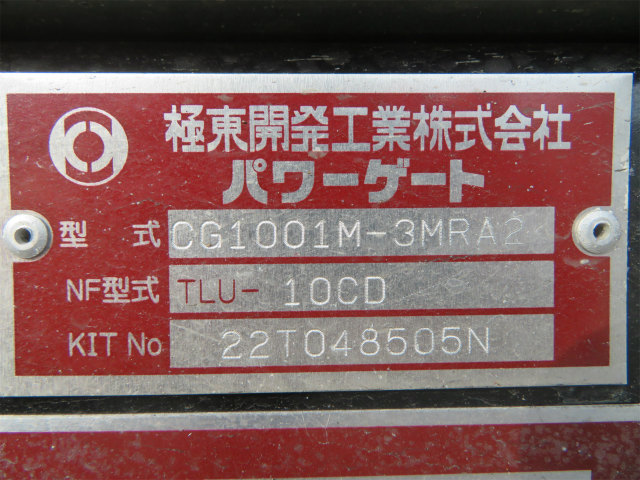 極東開発工業株式会社
パワーゲート
型 式 CG1001M-3MRA2
NF型式 TLU- 10CD
KIT No 22T048505N